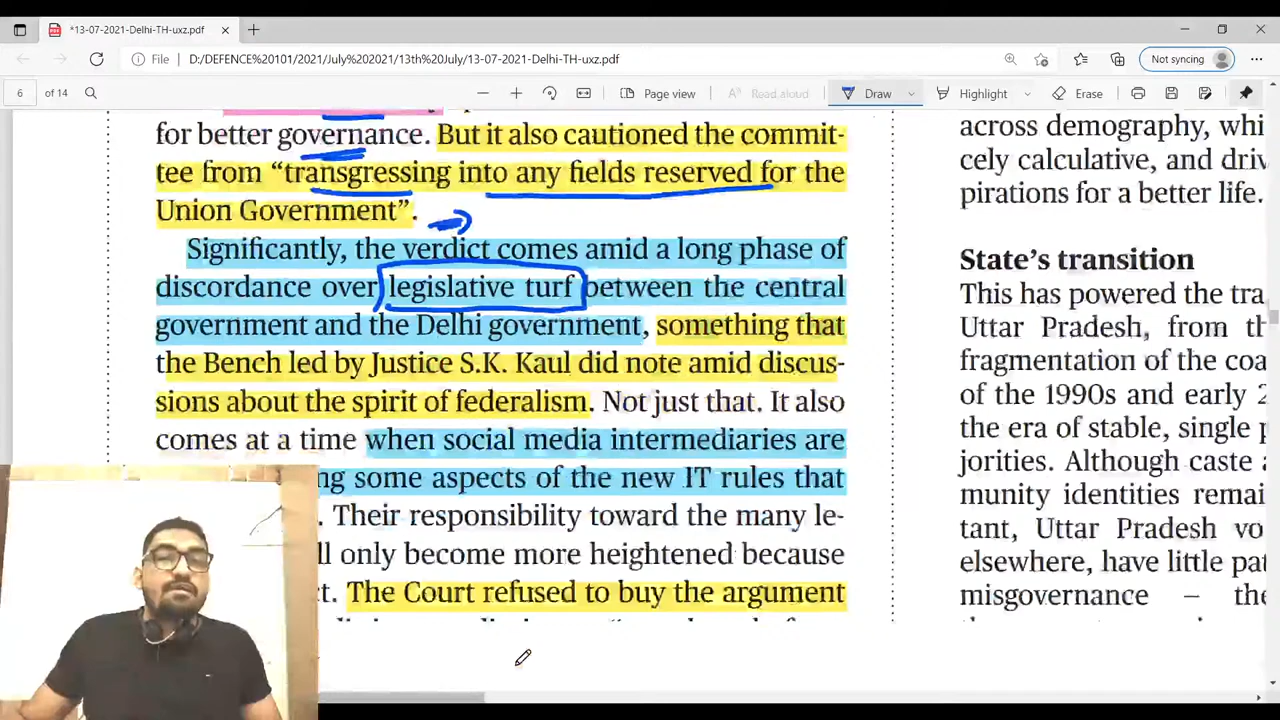 *13-07-2021-Delhi-TH-uxz.pdf
File D:/DEFENCE%20101/2021/July%202021/13th%20July/13-07-2021-Delhi-TH-uxz.pdf
Not syncing
6 of 14
Page view
Read aloud
Draw
Highlight
Erase
for better governance. But it also cautioned the commit-
tee from “transgressing into any fields reserved for the
Union Government”.
Significantly, the verdict comes amid a long phase of
discordance over legislative turf between the central
government and the Delhi government, something that
the Bench led by Justice S.K. Kaul did note amid discus-
sions about the spirit of federalism. Not just that. It also
comes at a time when social media intermediaries are
ng some aspects of the new IT rules that
. Their responsibility toward the many le-
ll only become more heightened because
ct. The Court refused to buy the argument
across demography, whi
cely calculative, and driv
pirations for a better life.
State’s transition
This has powered the tra
Uttar Pradesh, from th
fragmentation of the coa
of the 1990s and early 2
the era of stable, single p
jorities. Although caste a
munity identities remai
tant, Uttar Pradesh vo
elsewhere, have little pat
misgovernance — the